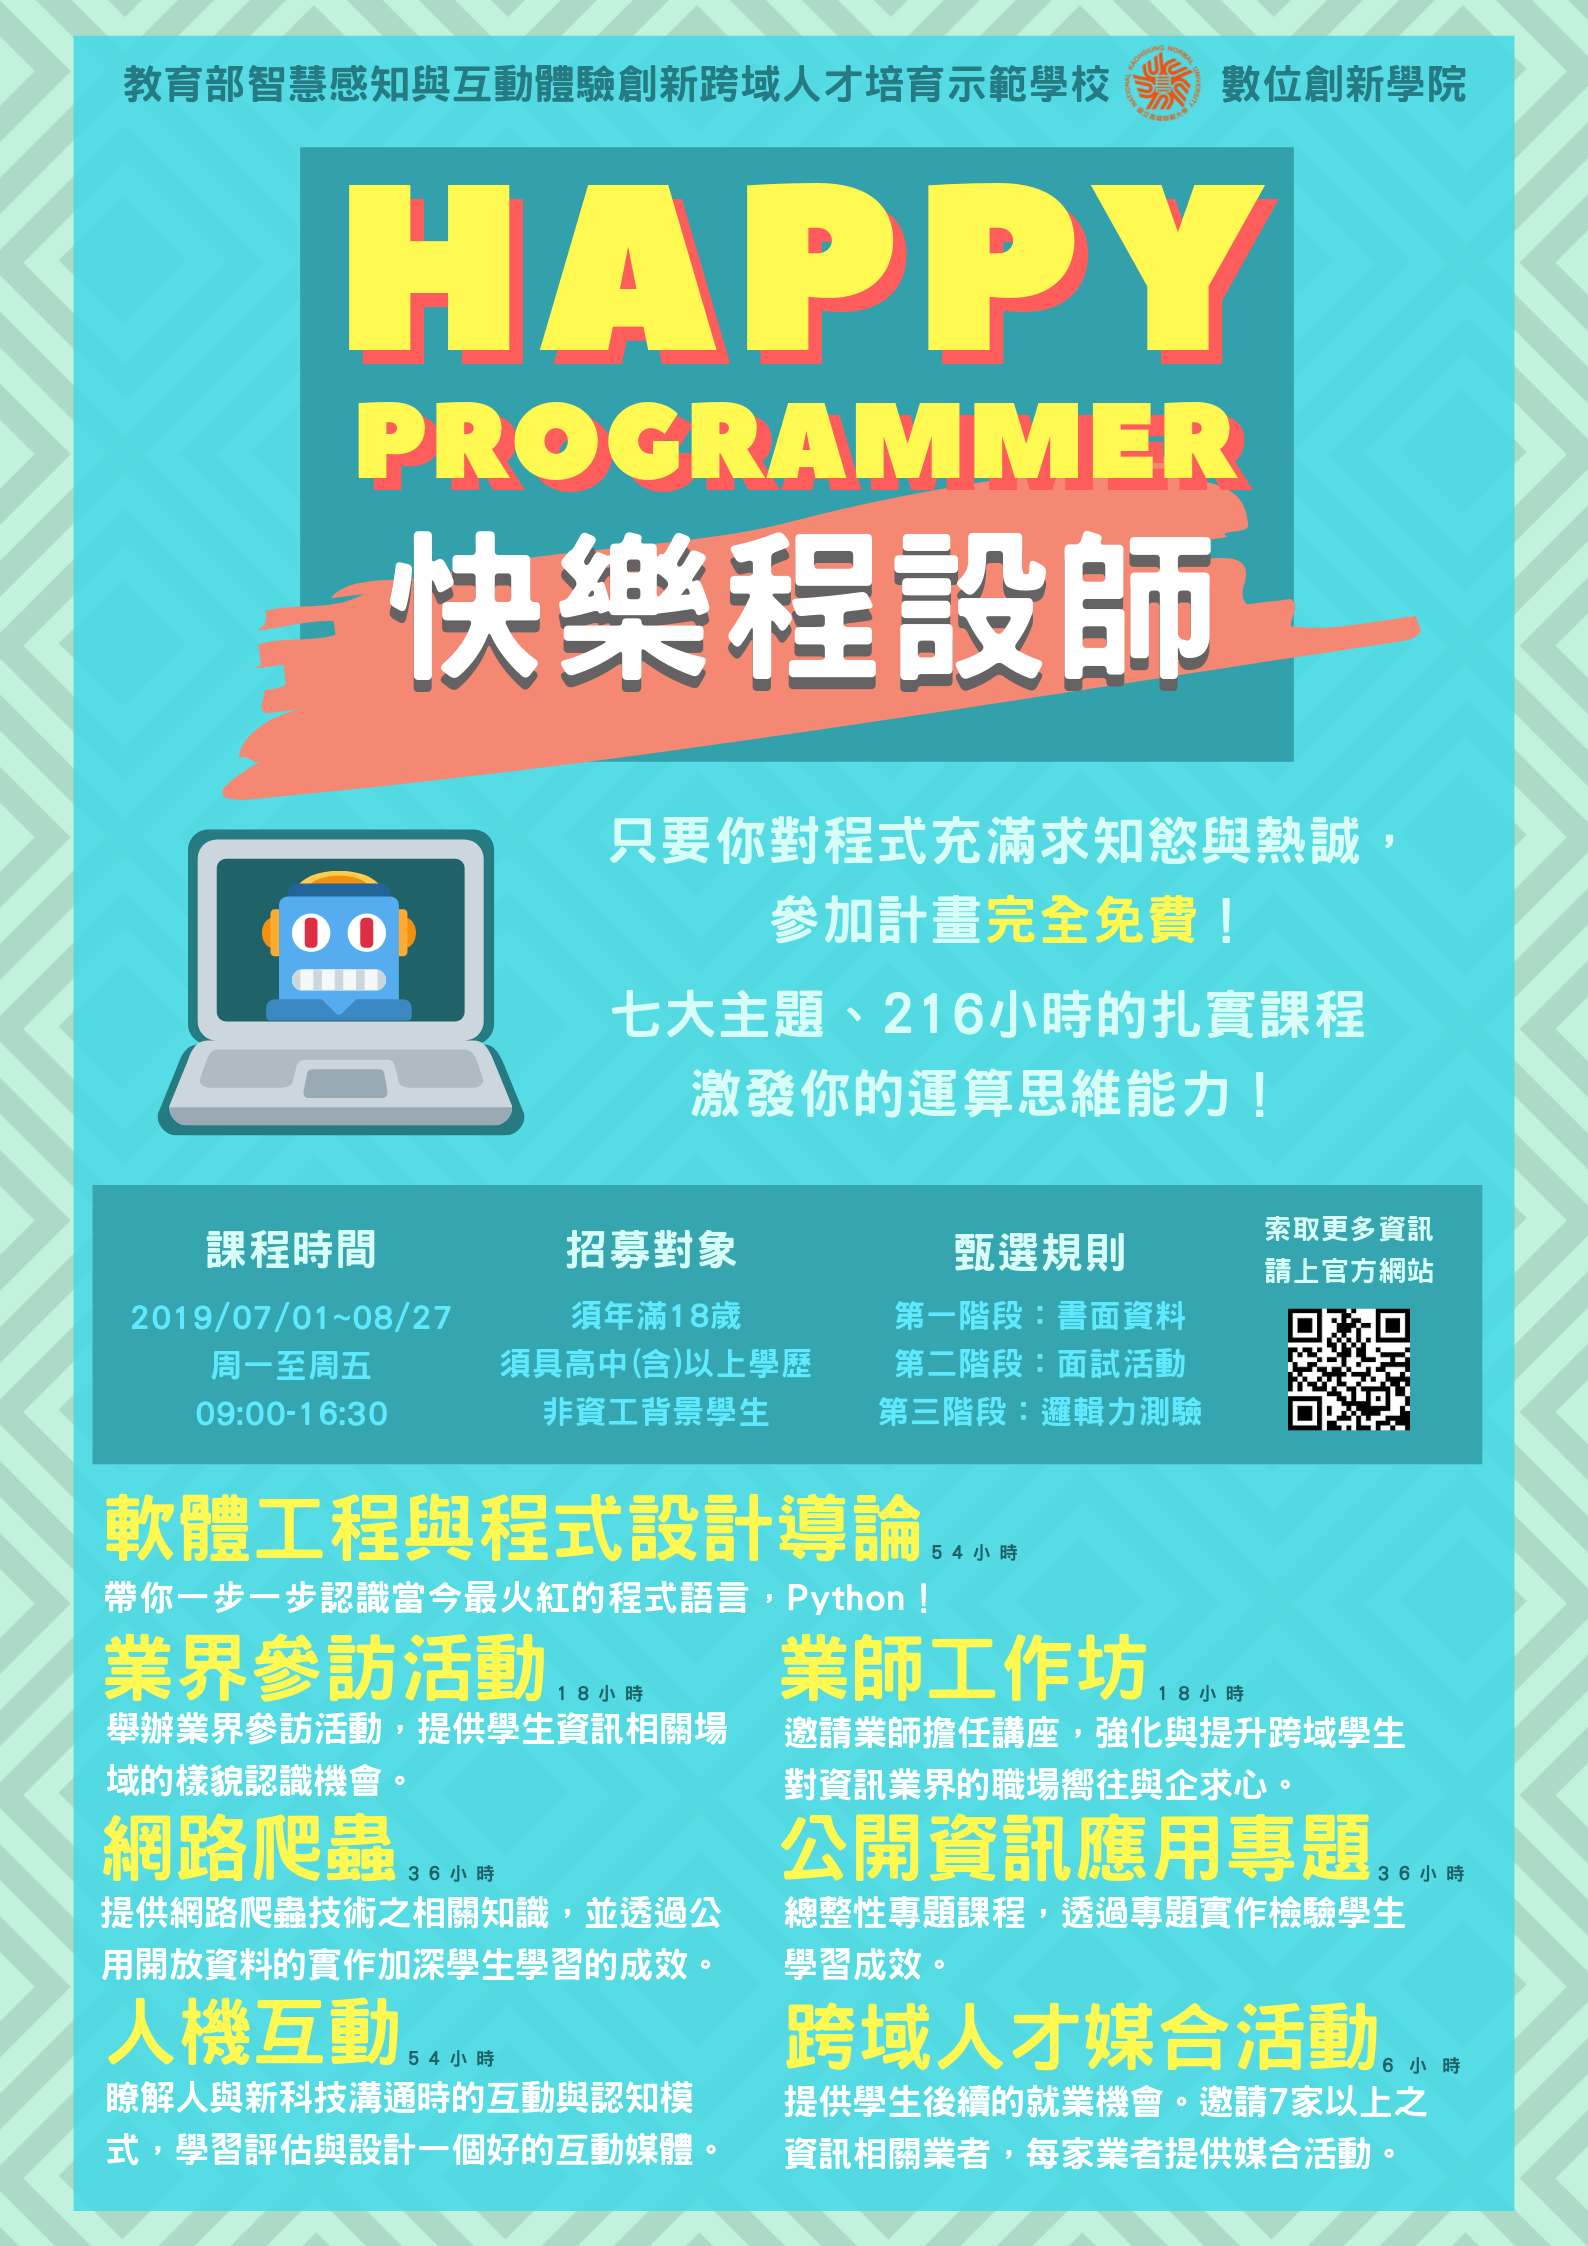 教育部智慧感知與互動體驗創新跨域人才培育示範學校 數位創新學院
NATIONAL KAOHSIUNG NORMAL UNIVERSITY 國立高雄師範大學
HAPPY
PROGRAMMER
快樂程設師
只要你對程式充滿求知慾與熱誠，
參加計畫完全免費！
七大主題、216小時的扎實課程
激發你的運算思維能力！
課程時間
2019/07/01~08/27
周一至周五
09:00-16:30
招募對象
須年滿18歲
須具高中(含)以上學歷
非資工背景學生
甄選規則
第一階段：書面資料
第二階段：面試活動
第三階段：邏輯力測驗
索取更多資訊
請上官方網站
軟體工程與程式設計導論 54小時
帶你一步一步認識當今最火紅的程式語言，Python！
業界參訪活動 18小時
舉辦業界參訪活動，提供學生資訊相關場
域的樣貌認識機會。
業師工作坊 18小時
邀請業師擔任講座，強化與提升跨域學生
對資訊業界的職場嚮往與企求心。
網路爬蟲 36小時
提供網路爬蟲技術之相關知識，並透過公
用開放資料的實作加深學生學習的成效。
公開資訊應用專題 36小時
總整性專題課程，透過專題實作檢驗學生
學習成效。
人機互動 54小時
瞭解人與新科技溝通時的互動與認知模
式，學習評估與設計一個好的互動媒體。
跨域人才媒合活動 6小時
提供學生後續的就業機會。邀請7家以上之
資訊相關業者，每家業者提供媒合活動。